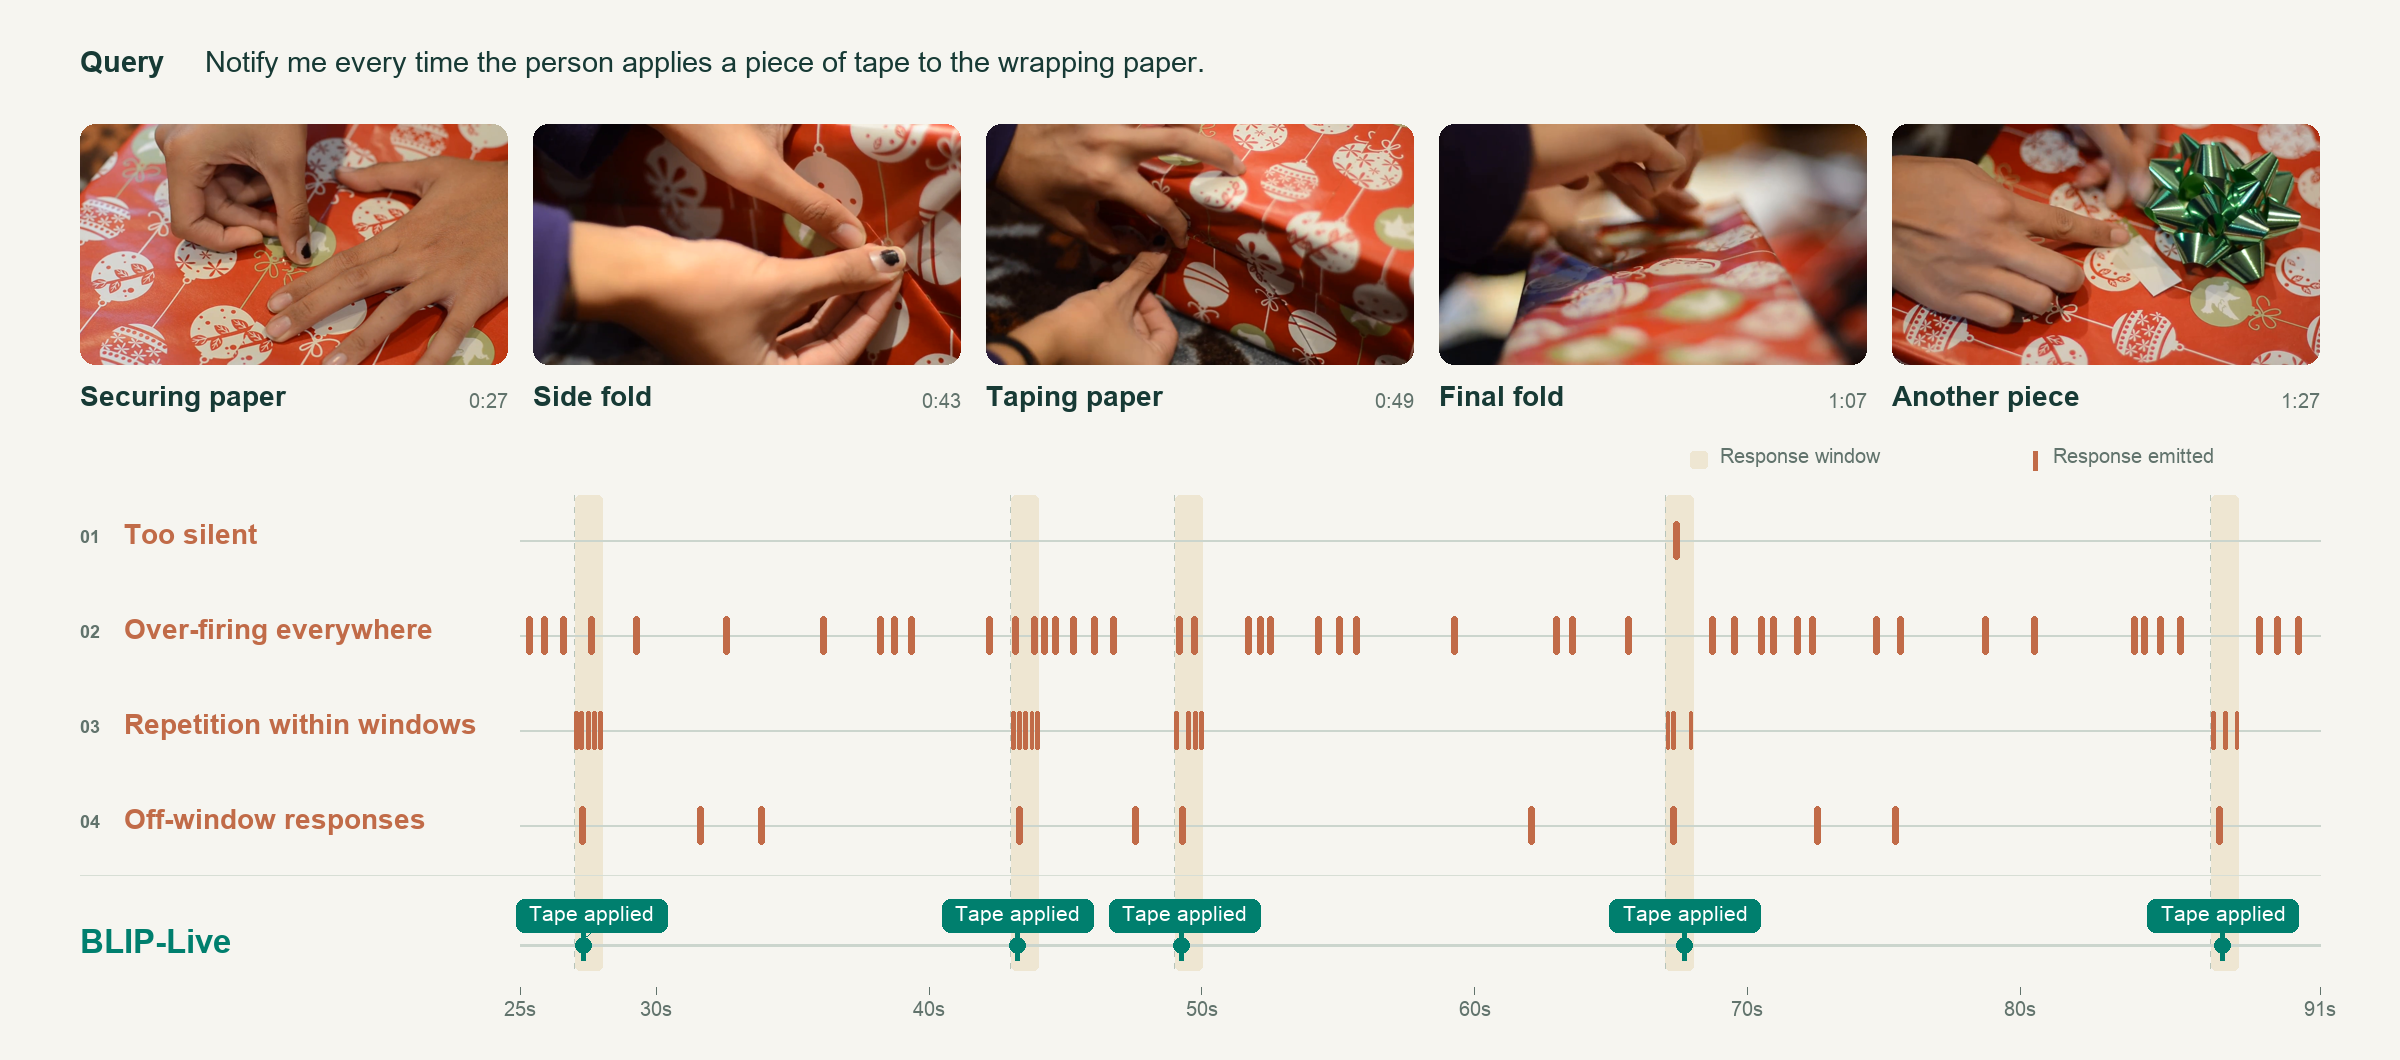 Query Notify me every time the person applies a piece of tape to the wrapping paper.
Securing paper 0:27 Side fold 0:43 Taping paper 0:49 Final fold 1:07 Another piece 1:27
Response window Response emitted
01 Too silent
02 Over-firing everywhere
03 Repetition within windows
04 Off-window responses
Tape applied Tape applied Tape applied Tape applied Tape applied
BLIP-Live
25s 30s 40s 50s 60s 70s 80s 91s